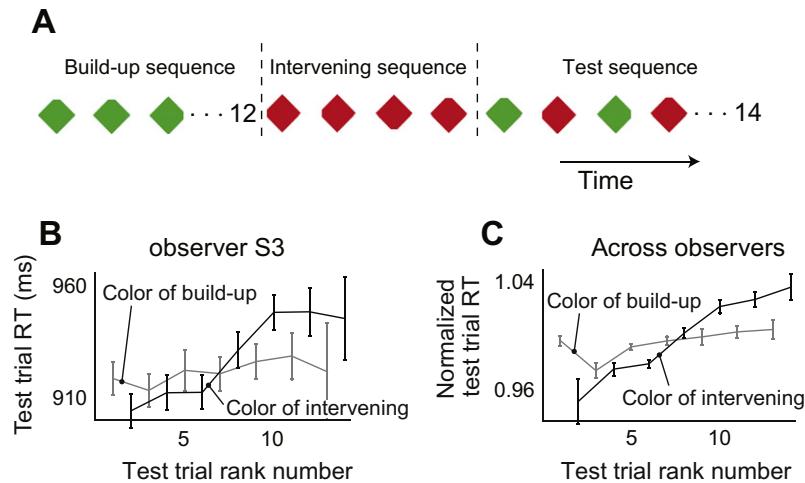 A
Build-up sequence
Intervening sequence
Test sequence
· · · 12
· · · 14
Time
B
observer S3
Test trial RT (ms)
960
910
Color of build-up
Color of intervening
5
10
Test trial rank number
C
Across observers
Normalized
test trial RT
1.04
0.96
Color of build-up
Color of intervening
5
10
Test trial rank number